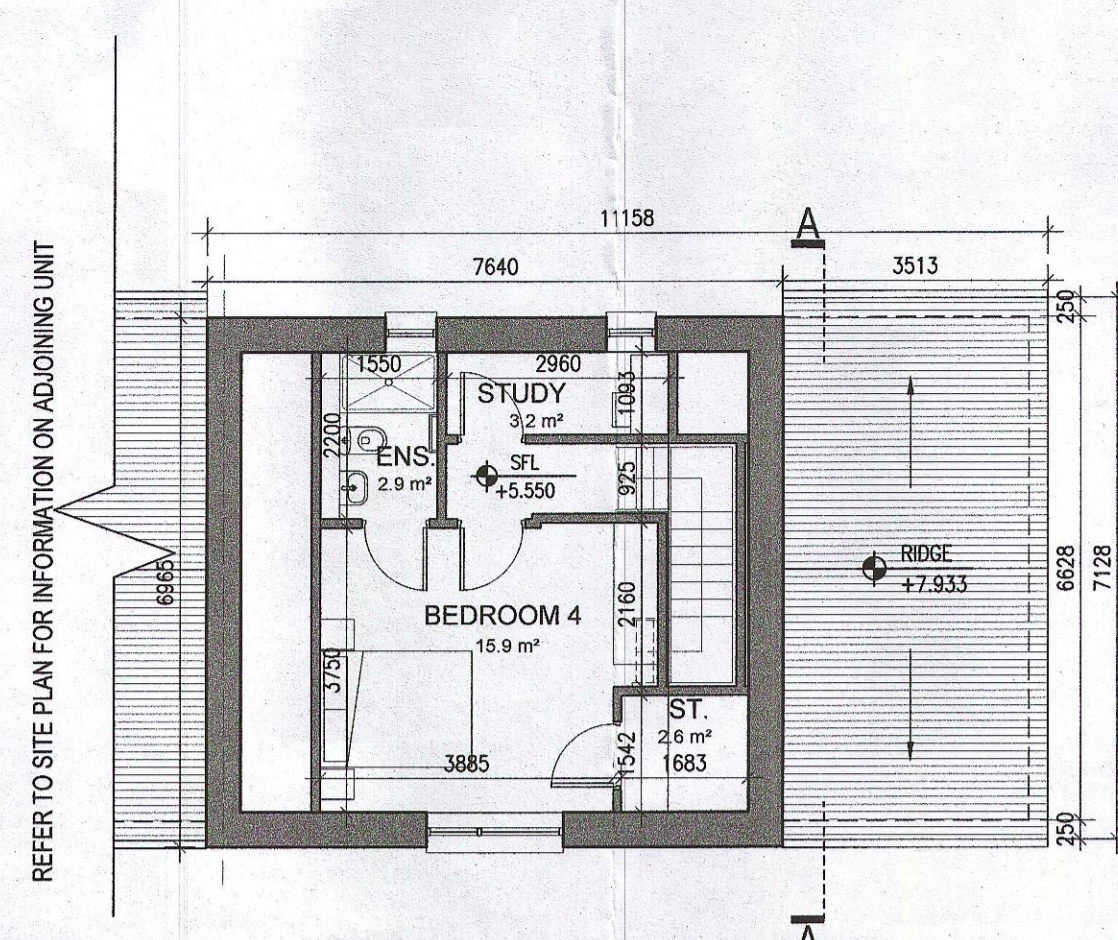 REFER TO SITE PLAN FOR INFORMATION ON ADJOINING UNIT
11158
A
7640
3513
250
1550
2960
STUDY
3.2 m²
1093
2200
ENS.
2.9 m²
SFL
+5.550
925
6965
RIDGE
+7.933
6628
7128
BEDROOM 4
15.9 m²
2160
3750
ST.
2.6 m²
3885
1542
1683
250
A